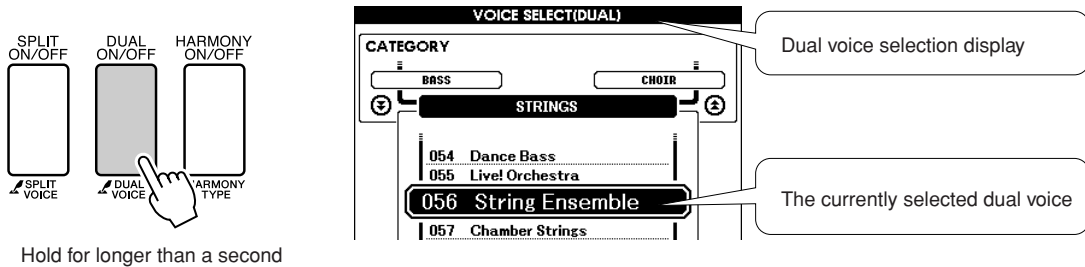 SPLIT
ON/OFF
DUAL
ON/OFF
HARMONY
ON/OFF
SPLIT
VOICE
DUAL
VOICE
ARMONY
TYPE
Hold for longer than a second
VOICE SELECT(DUAL)
CATEGORY
BASS
CHOIR
STRINGS
054 Dance Bass
055 Live! Orchestra
056 String Ensemble
057 Chamber Strings
Dual voice selection display
The currently selected dual voice